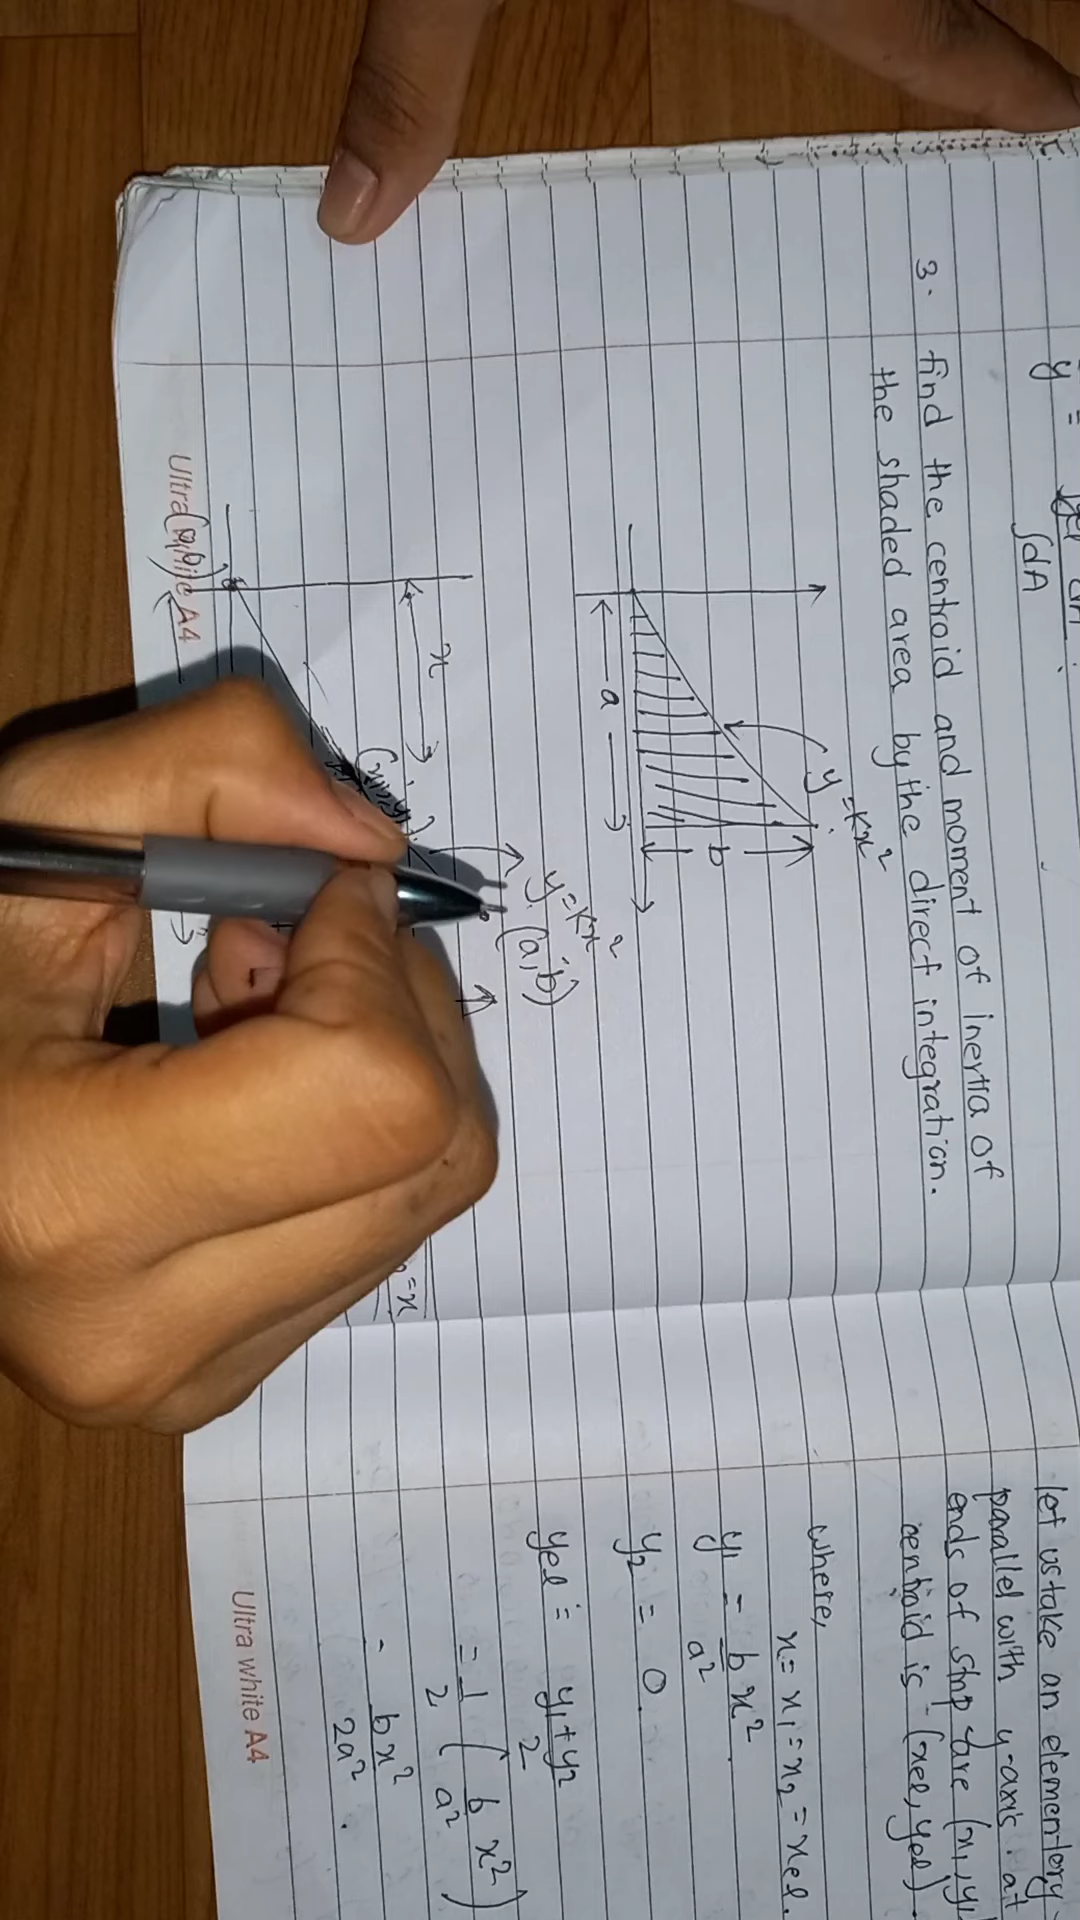 y =
∫dA
3. find the centroid and moment of inertia of
the shaded area by the direct integration.
y = kx²
b
a
y = kx²
(a,b)
x
(x₁,y₁)
= x
Ultra White A4
let us take an elementory
parallel with y-axis. at
ends of strip are (x₁,y₁
centroid is (xel, yel).
where,
x = x₁ = x₂ = xel.
y₁ = b/a² x².
y₂ = 0.
yel = y₁+y₂/2
= 1/2 (b/a² x²)
= bx²/2a².
Ultra white A4